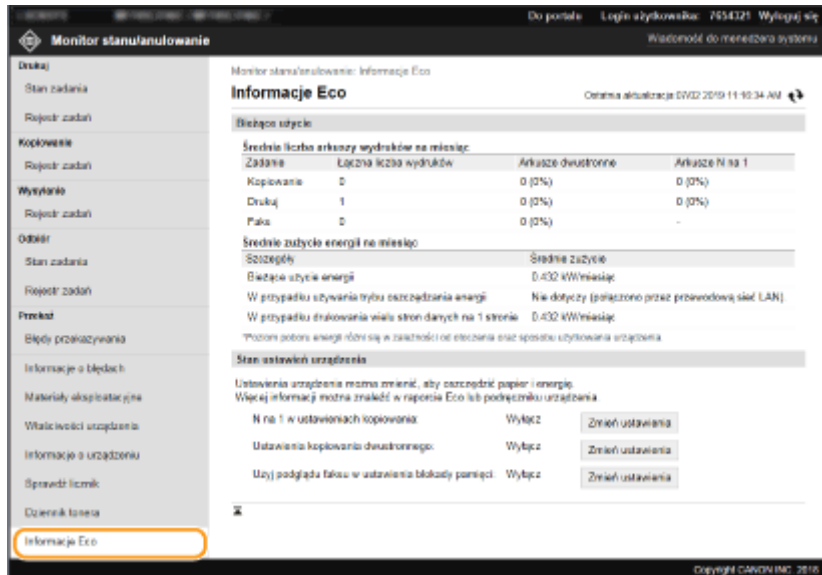 Do portalu Login użytkownika: 7654321 Wyloguj się
Monitor stanu/anulowanie
Wiadomość do menedżera systemu
Drukuj
Stan zadania
Rejestr zadań
Kopiowanie
Rejestr zadań
Wysyłanie
Rejestr zadań
Odbiór
Stan zadania
Rejestr zadań
Przekaż
Błędy przekazywania
Informacje o błędach
Materiały eksploatacyjne
Właściwości urządzenia
Informacje o urządzeniu
Sprawdź licznik
Dziennik tonera
Informacje Eco
Monitor stanu/anulowanie: Informacje Eco
Informacje Eco
Ostatnia aktualizacja:07/02 2019 11:16:34 AM
Bieżące użycie
Średnia liczba arkuszy wydruków na miesiąc
Zadanie Łączna liczba wydruków Arkusze dwustronne Arkusze N na 1
Kopiowanie 0 0 (0%) 0 (0%)
Drukuj 1 0 (0%) 0 (0%)
Faks 0 0 (0%) -
Średnie zużycie energii na miesiąc
Szczegóły Średnie zużycie
Bieżące użycie energii 0.432 kW/miesiąc
W przypadku używania trybu oszczędzania energii Nie dotyczy (połączono przez przewodową sieć LAN).
W przypadku drukowania wielu stron danych na 1 stronie 0.432 kW/miesiąc
*Poziom poboru energii różni się w zależności od otoczenia oraz sposobu użytkowania urządzenia.
Stan ustawień urządzenia
Ustawienia urządzenia można zmienić, aby oszczędzić papier i energię.
Więcej informacji można znaleźć w raporcie Eco lub podręczniku urządzenia.
N na 1 w ustawieniach kopiowania: Wyłącz Zmień ustawienia
Ustawienia kopiowania dwustronnego: Wyłącz Zmień ustawienia
Użyj podglądu faksu w ustawienia blokady pamięci: Wyłącz Zmień ustawienia
Copyright CANON INC. 2018